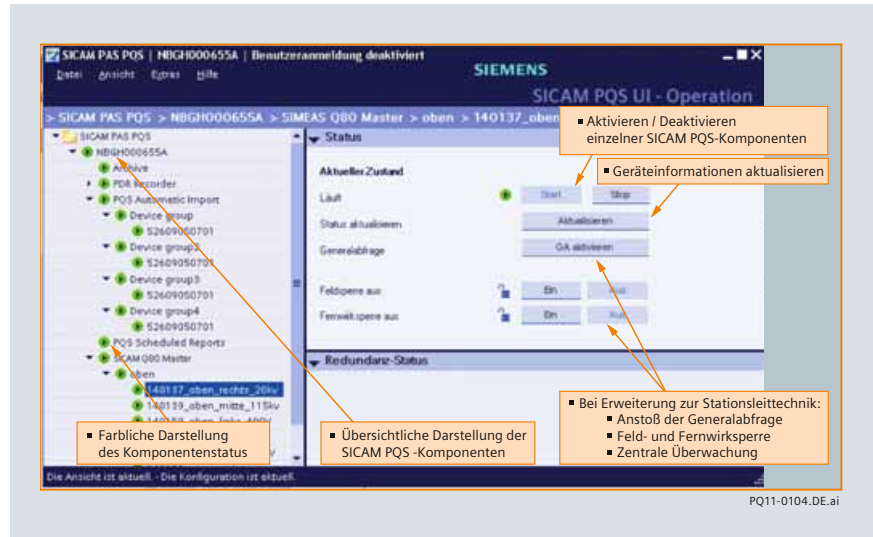 SICAM PAS PQS | NBGH000655A | Benutzeranmeldung deaktiviert
Datei Ansicht Extras Hilfe
SIEMENS
SICAM PQS UI - Operation
> SICAM PAS PQS > NBGH000655A > SIMEAS Q80 Master > oben > 140137_oben
SICAM PAS PQS
NBGH000655A
Archive
PDR Recorder
PQS Automatic Import
Device group
52609050701
Device group2
52609050701
Device group3
52609050701
Device group4
52609050701
PQS Scheduled Reports
SICAM Q80 Master
oben
140137_oben_rechts_20kv
140139_oben_mitte_115kv
Status
Aktueller Zustand
Läuft
Start
Stop
Status aktualisieren
Aktualisieren
Generalabfrage
GA aktivieren
Feldsperre aus
Ein
Aus
Fernwirksperre aus
Ein
Aus
Redundanz-Status
▪ Aktivieren / Deaktivieren
einzelner SICAM PQS-Komponenten
▪ Geräteinformationen aktualisieren
▪ Bei Erweiterung zur Stationsleittechnik:
▪ Anstoß der Generalabfrage
▪ Feld- und Fernwirksperre
▪ Zentrale Überwachung
▪ Farbliche Darstellung
des Komponentenstatus
▪ Übersichtliche Darstellung der
SICAM PQS -Komponenten
Die Ansicht ist aktuell. - Die Konfiguration ist aktuell.
PQ11-0104.DE.ai